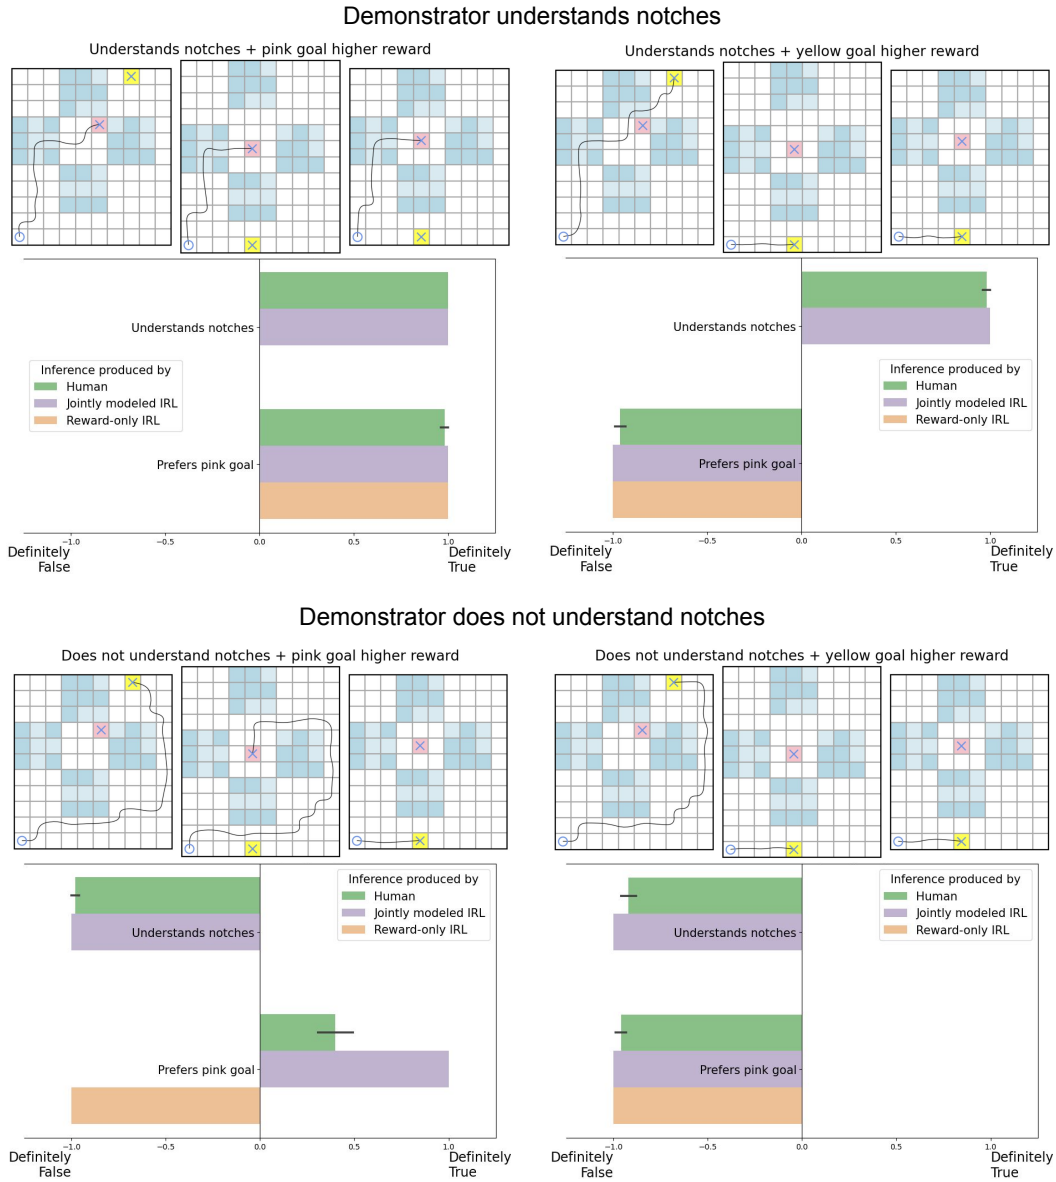 Demonstrator understands notches
Understands notches + pink goal higher reward
Understands notches
Inference produced by
Human
Jointly modeled IRL
Reward-only IRL
Prefers pink goal
−1.0
−0.5
0.0
0.5
1.0
Definitely
False
Definitely
True
Understands notches + yellow goal higher reward
Understands notches
Inference produced by
Human
Jointly modeled IRL
Reward-only IRL
Prefers pink goal
−1.0
−0.5
0.0
0.5
1.0
Definitely
False
Definitely
True
Demonstrator does not understand notches
Does not understand notches + pink goal higher reward
Inference produced by
Human
Jointly modeled IRL
Reward-only IRL
Understands notches
Prefers pink goal
−1.0
−0.5
0.0
0.5
1.0
Definitely
False
Definitely
True
Does not understand notches + yellow goal higher reward
Inference produced by
Human
Jointly modeled IRL
Reward-only IRL
Understands notches
Prefers pink goal
−1.0
−0.5
0.0
0.5
1.0
Definitely
False
Definitely
True